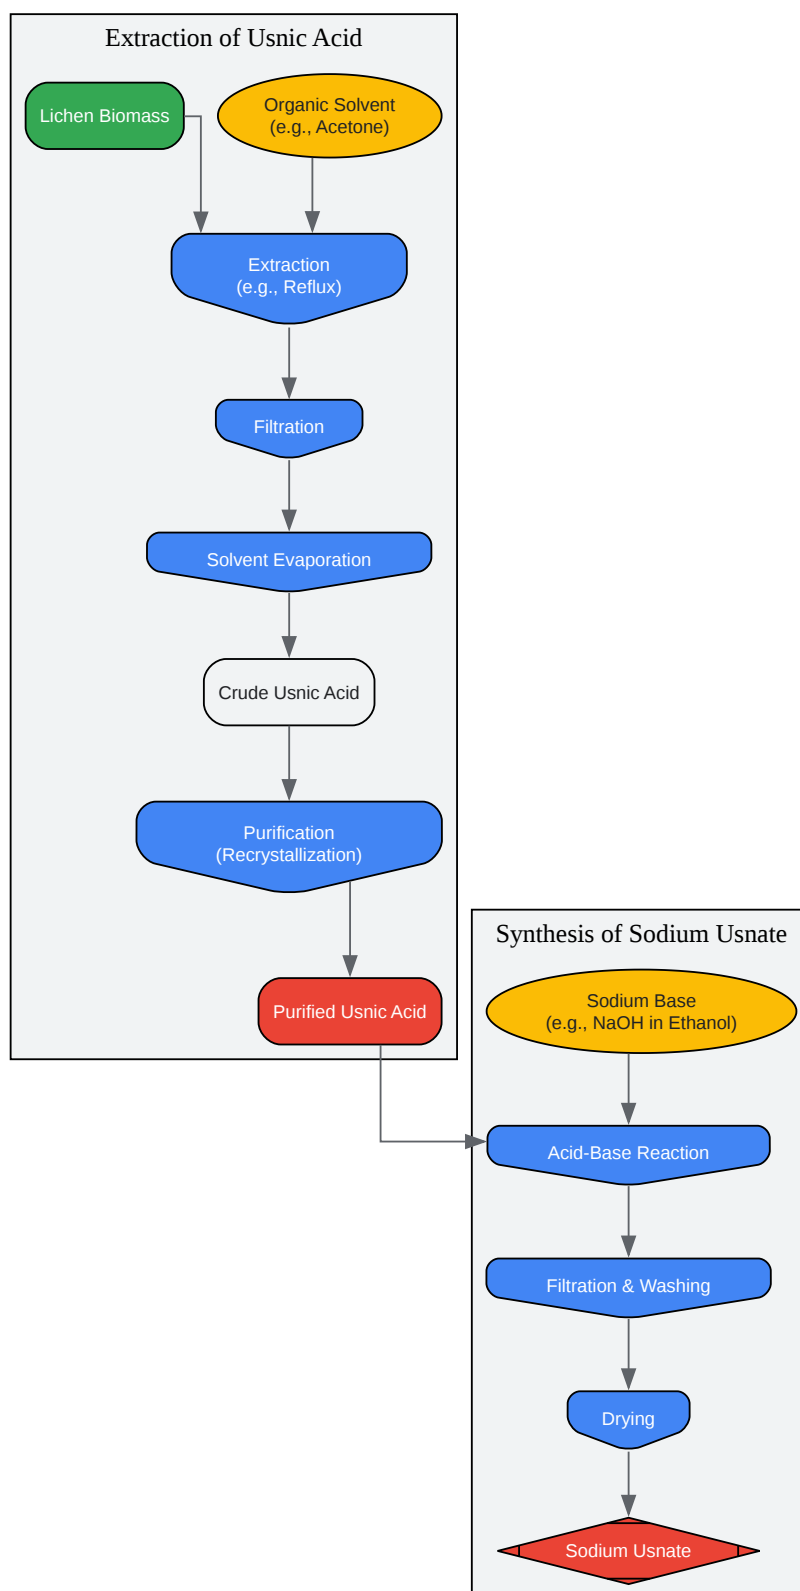 Extraction of Usnic Acid
Lichen Biomass
Organic Solvent
(e.g., Acetone)
Extraction
(e.g., Reflux)
Filtration
Solvent Evaporation
Crude Usnic Acid
Purification
(Recrystallization)
Purified Usnic Acid
Synthesis of Sodium Usnate
Sodium Base
(e.g., NaOH in Ethanol)
Acid-Base Reaction
Filtration & Washing
Drying
Sodium Usnate